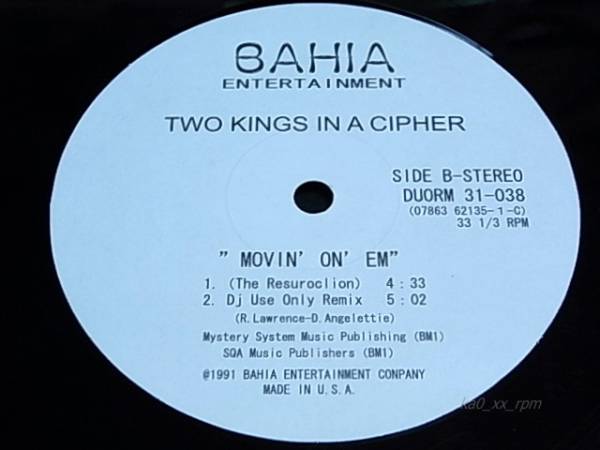 BAHIA
ENTERTAINMENT
TWO KINGS IN A CIPHER
SIDE B-STEREO
DUORM 31-038
(07863 62135-1-C)
33 1/3 RPM
" MOVIN' ON' EM"
1. (The Resuroclion) 4:33
2. Dj Use Only Remix 5:02
(R.Lawrence-D.Angelettie)
Mystery System Music Publishing (BM1)
SQA Music Publishers (BM1)
@1991 BAHIA ENTERTAINMENT CONPANY
MADE IN U.S.A.
ka0_xx_rpm